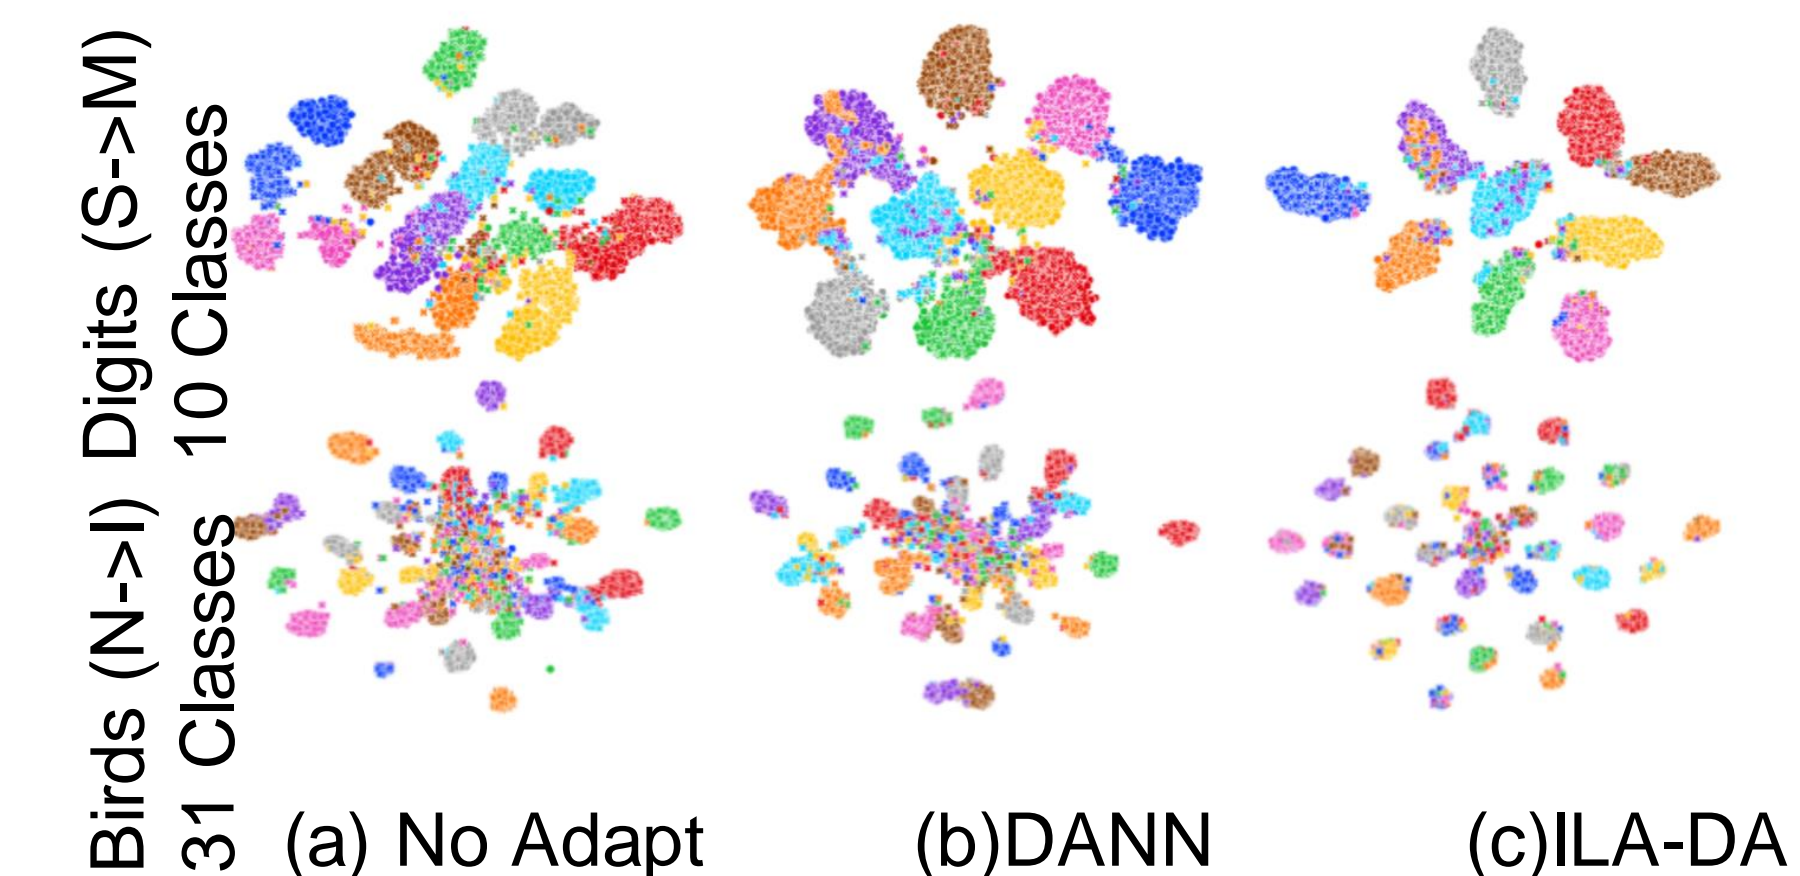 Digits (S->M)
10 Classes
Birds (N->I)
31 Classes
(a) No Adapt
(b)DANN
(c)ILA-DA